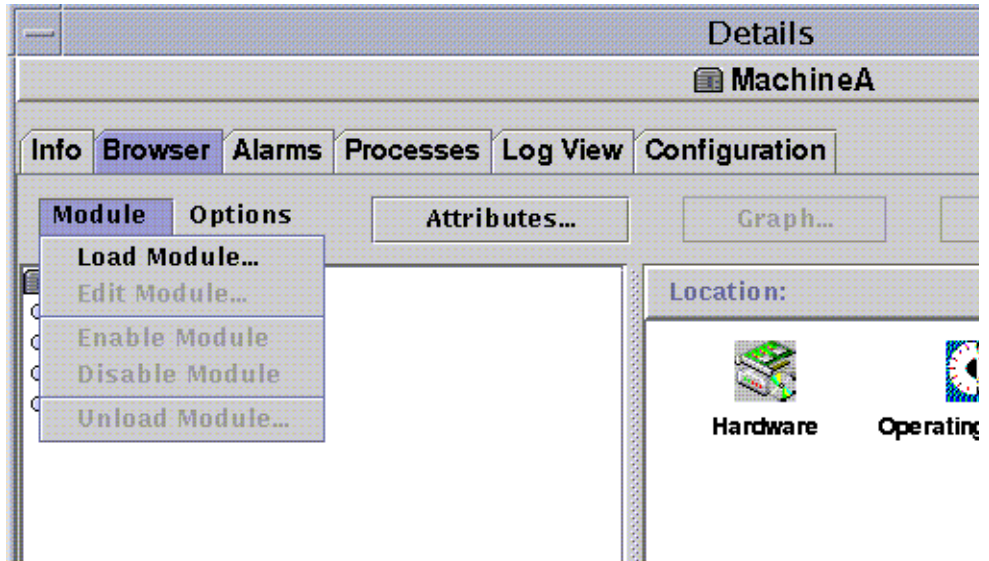 Details
MachineA
Info Browser Alarms Processes Log View Configuration
Module Options Attributes... Graph...
Load Module...
Edit Module...
Enable Module
Disable Module
Unload Module...
Location:
Hardware Operating